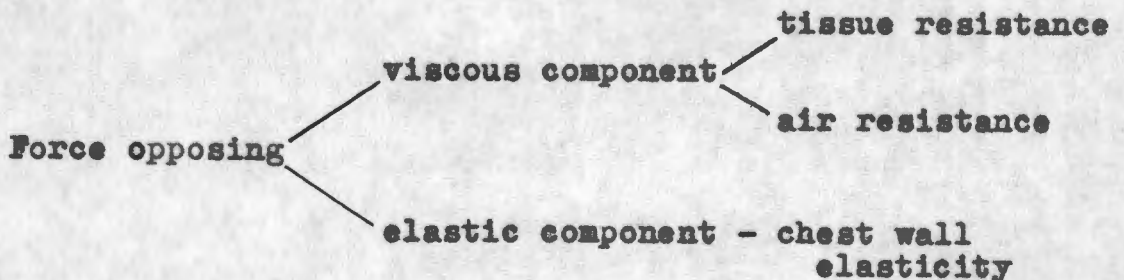 tissue resistance
viscous component
air resistance
Force opposing
elastic component - chest wall
elasticity